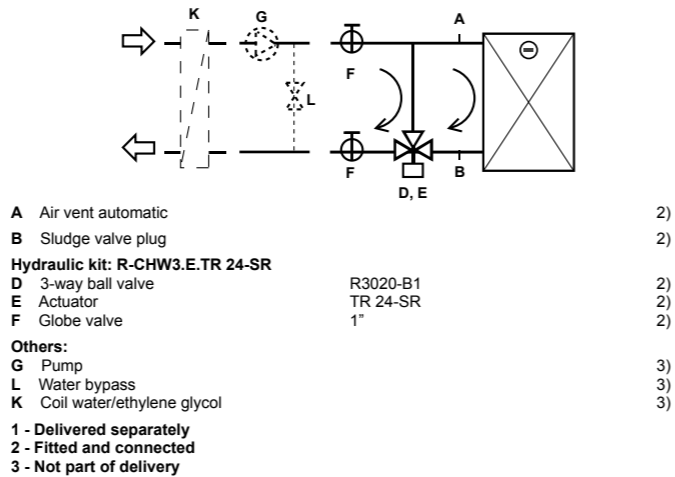 K
G
A
F
L
F
B
D, E
A Air vent automatic 2)
B Sludge valve plug 2)
Hydraulic kit: R-CHW3.E.TR 24-SR
D 3-way ball valve R3020-B1 2)
E Actuator TR 24-SR 2)
F Globe valve 1” 2)
Others:
G Pump 3)
L Water bypass 3)
K Coil water/ethylene glycol 3)
1 - Delivered separately
2 - Fitted and connected
3 - Not part of delivery